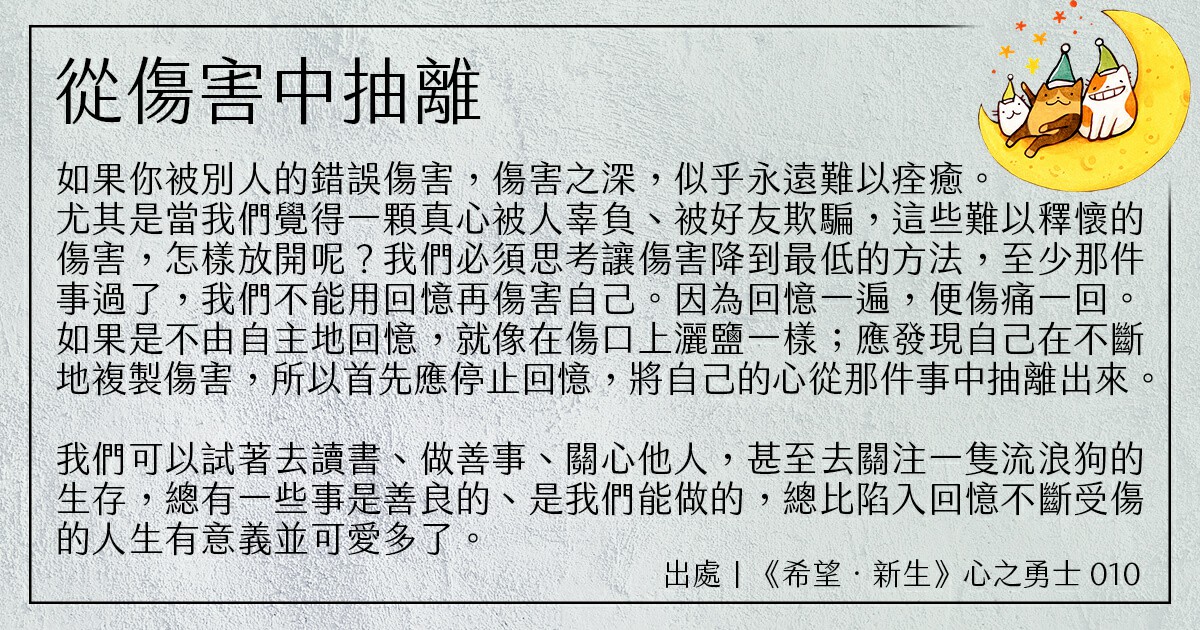 從傷害中抽離
如果你被別人的錯誤傷害，傷害之深，似乎永遠難以痊癒。
尤其是當我們覺得一顆真心被人辜負、被好友欺騙，這些難以釋懷的
傷害，怎樣放開呢？我們必須思考讓傷害降到最低的方法，至少那件
事過了，我們不能用回憶再傷害自己。因為回憶一遍，便傷痛一回。
如果是不由自主地回憶，就像在傷口上灑鹽一樣；應發現自己在不斷
地複製傷害，所以首先應停止回憶，將自己的心從那件事中抽離出來。
我們可以試著去讀書、做善事、關心他人，甚至去關注一隻流浪狗的
生存，總有一些事是善良的、是我們能做的，總比陷入回憶不斷受傷
的人生有意義並可愛多了。
出處丨《希望．新生》心之勇士 010